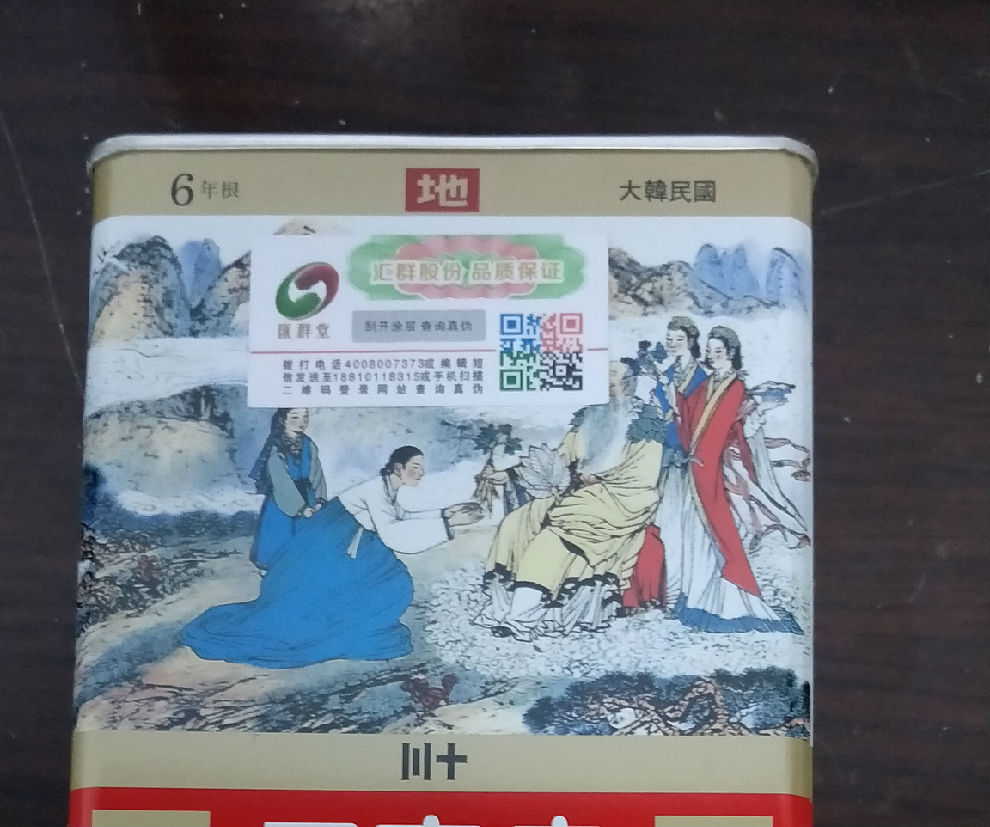 6年根
地
大韓民國
汇群股份 品质保证
匯群堂
刮开涂层 查询真伪
拨打电话4008007373或编辑短
信发送至18810118315或手机扫描
二维码登录网站查询真伪
川十